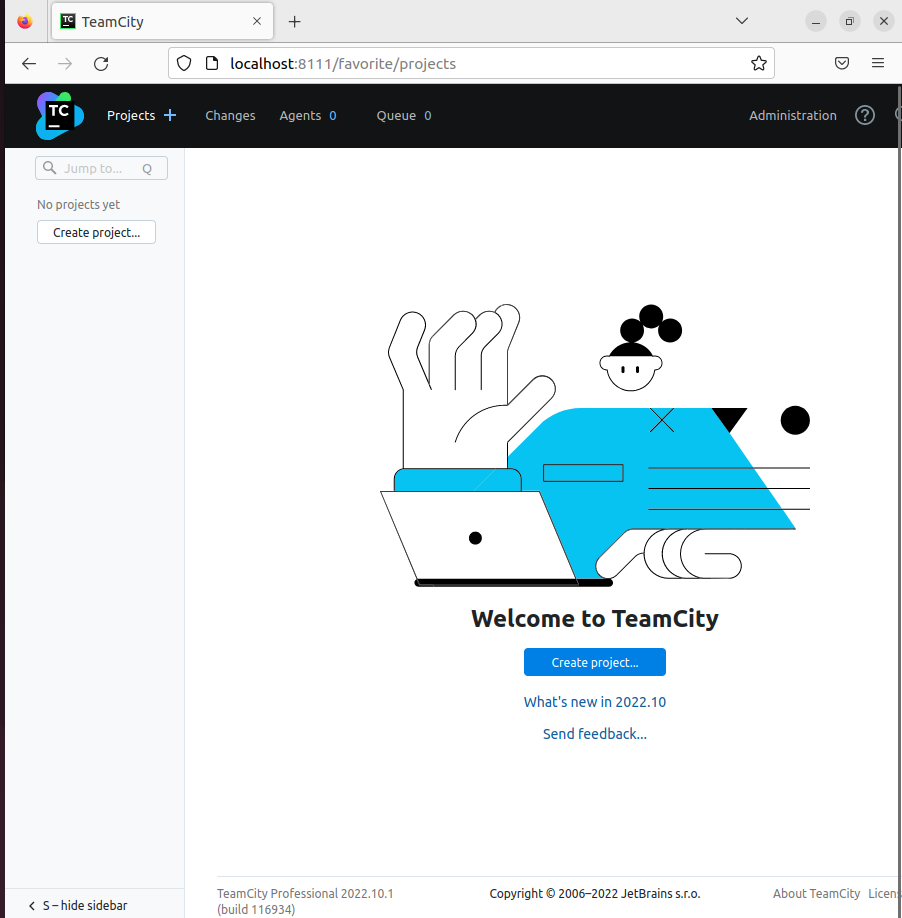 TC TeamCity
localhost:8111/favorite/projects
TC
Projects Changes Agents 0 Queue 0 Administration ?
Jump to... Q
No projects yet
Create project...
Welcome to TeamCity
Create project...
What's new in 2022.10
Send feedback...
TeamCity Professional 2022.10.1 Copyright © 2006–2022 JetBrains s.r.o. About TeamCity Licens
(build 116934)
S – hide sidebar